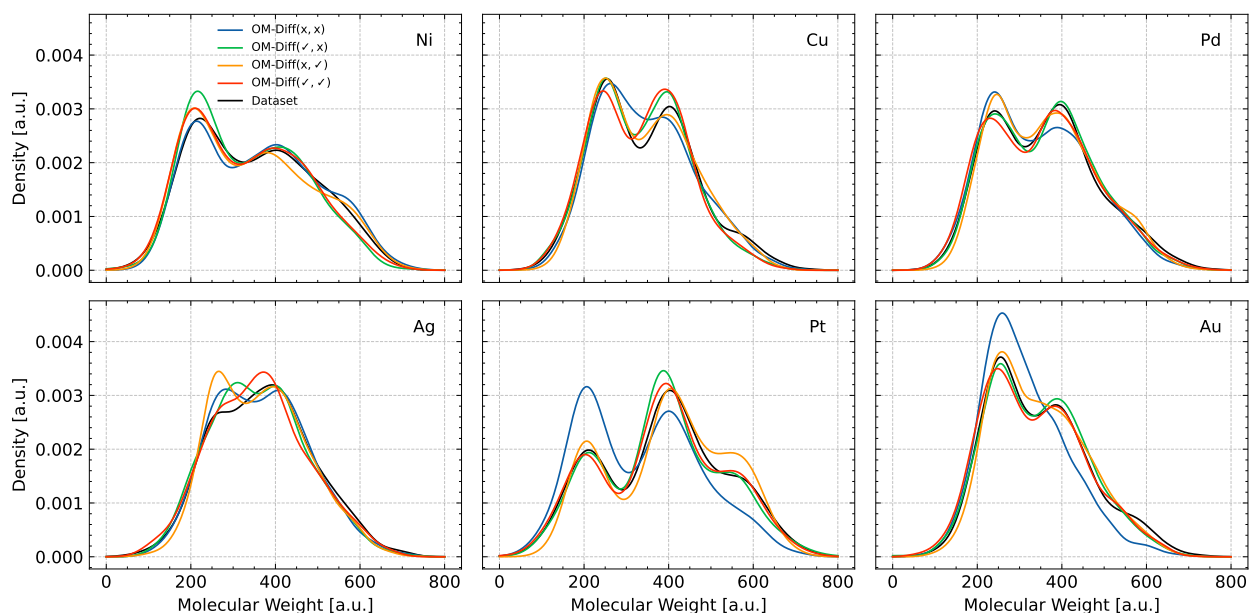 OM-Diff(x, x)
OM-Diff(✓, x)
OM-Diff(x, ✓)
OM-Diff(✓, ✓)
Dataset
Ni
Cu
Pd
0.004
0.003
0.002
0.001
0.000
Density [a.u.]
Ag
Pt
Au
0.004
0.003
0.002
0.001
0.000
Density [a.u.]
0 200 400 600 800
0 200 400 600 800
0 200 400 600 800
Molecular Weight [a.u.]
Molecular Weight [a.u.]
Molecular Weight [a.u.]